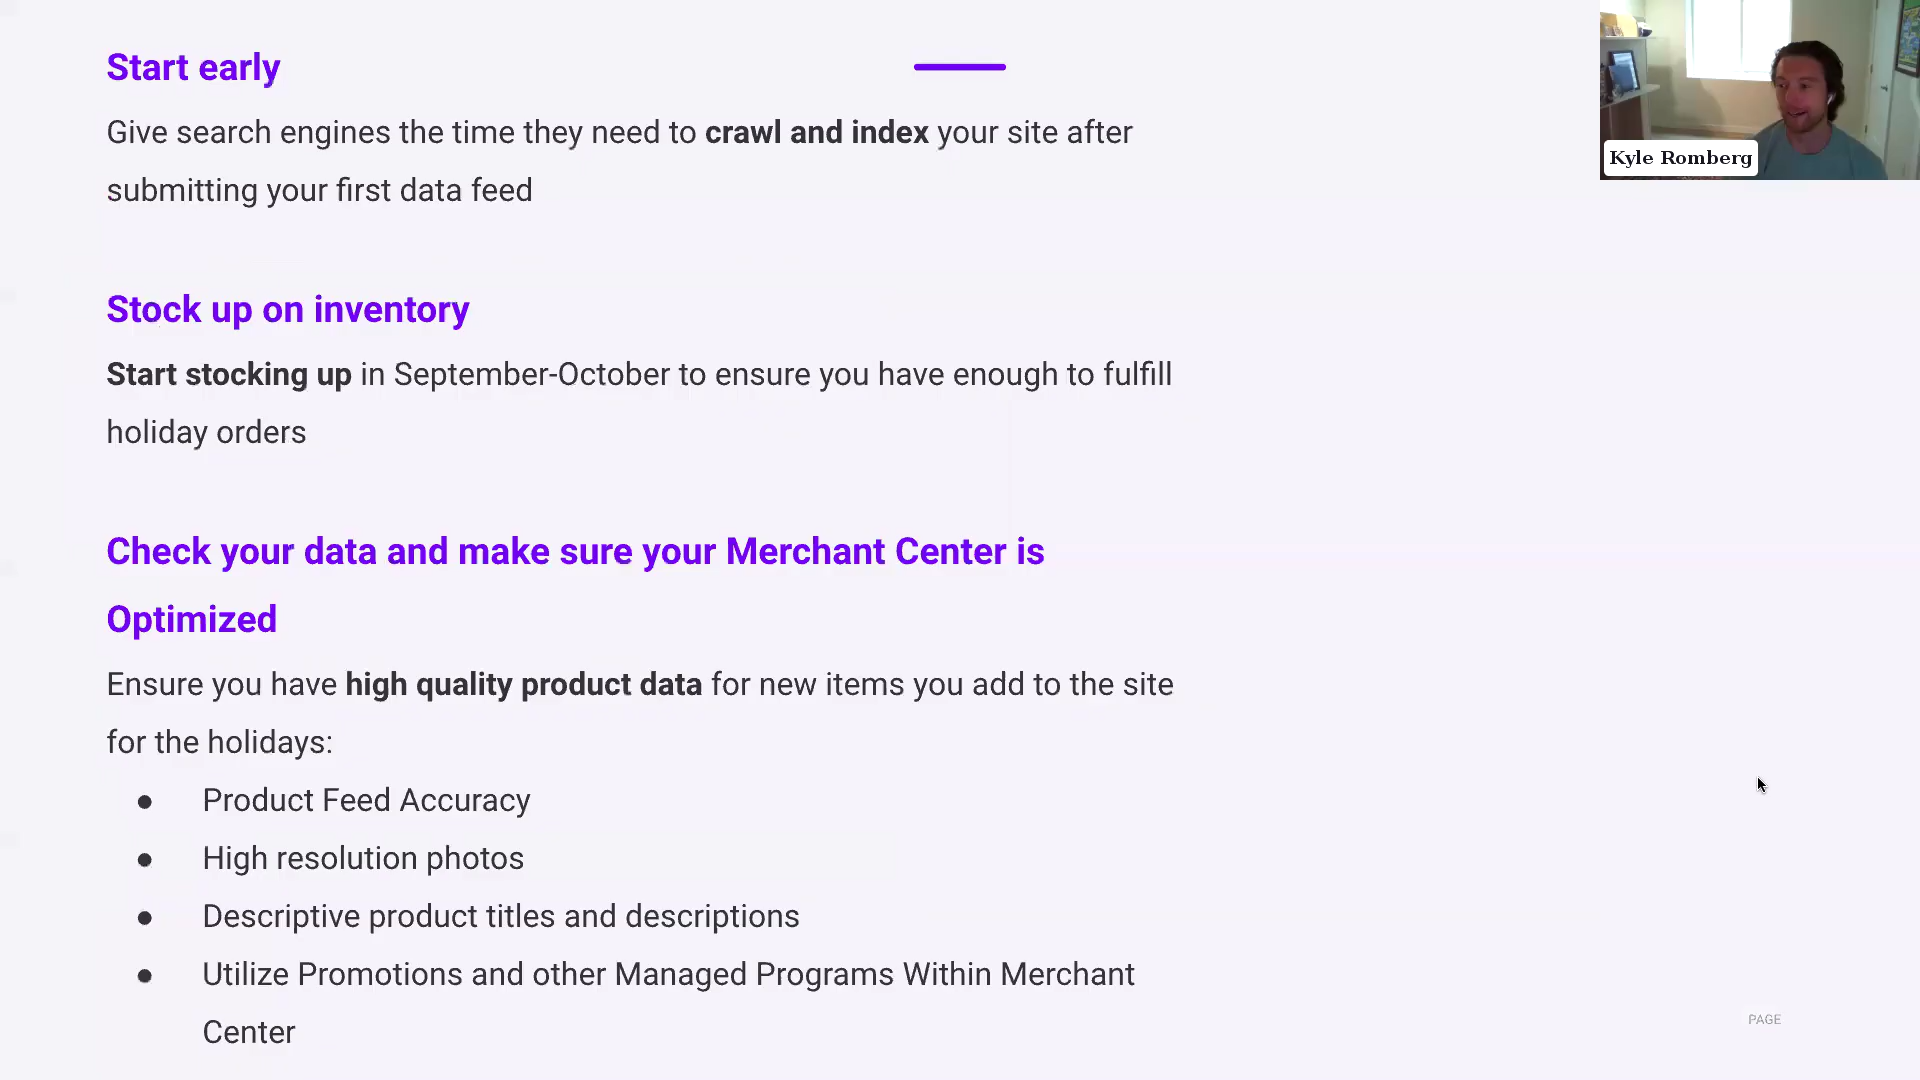 Start early
Give search engines the time they need to crawl and index your site after
submitting your first data feed
Stock up on inventory
Start stocking up in September-October to ensure you have enough to fulfill
holiday orders
Check your data and make sure your Merchant Center is
Optimized
Ensure you have high quality product data for new items you add to the site
for the holidays:
● Product Feed Accuracy
● High resolution photos
● Descriptive product titles and descriptions
● Utilize Promotions and other Managed Programs Within Merchant
Center
Kyle Romberg
PAGE